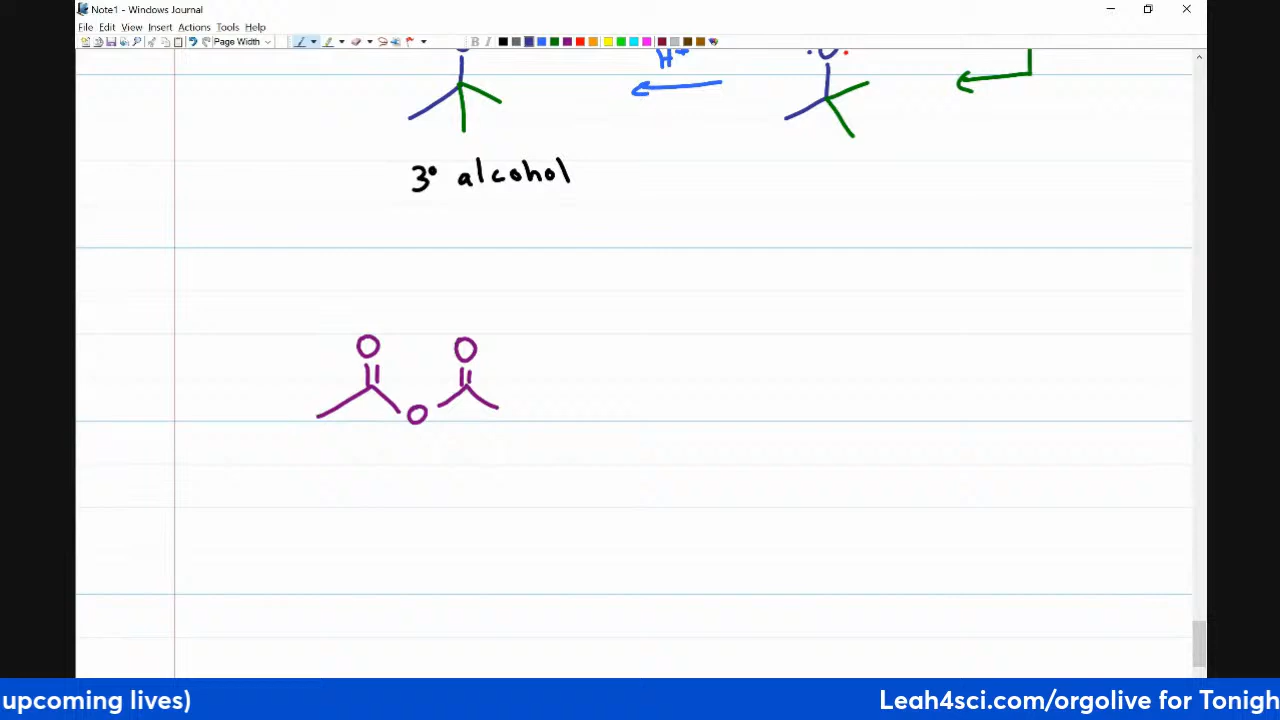 Note1 - Windows Journal
File Edit View Insert Actions Tools Help
Page Width B I
H+
3° alcohol
O O
O
upcoming lives) Leah4sci.com/orgolive for Tonigh